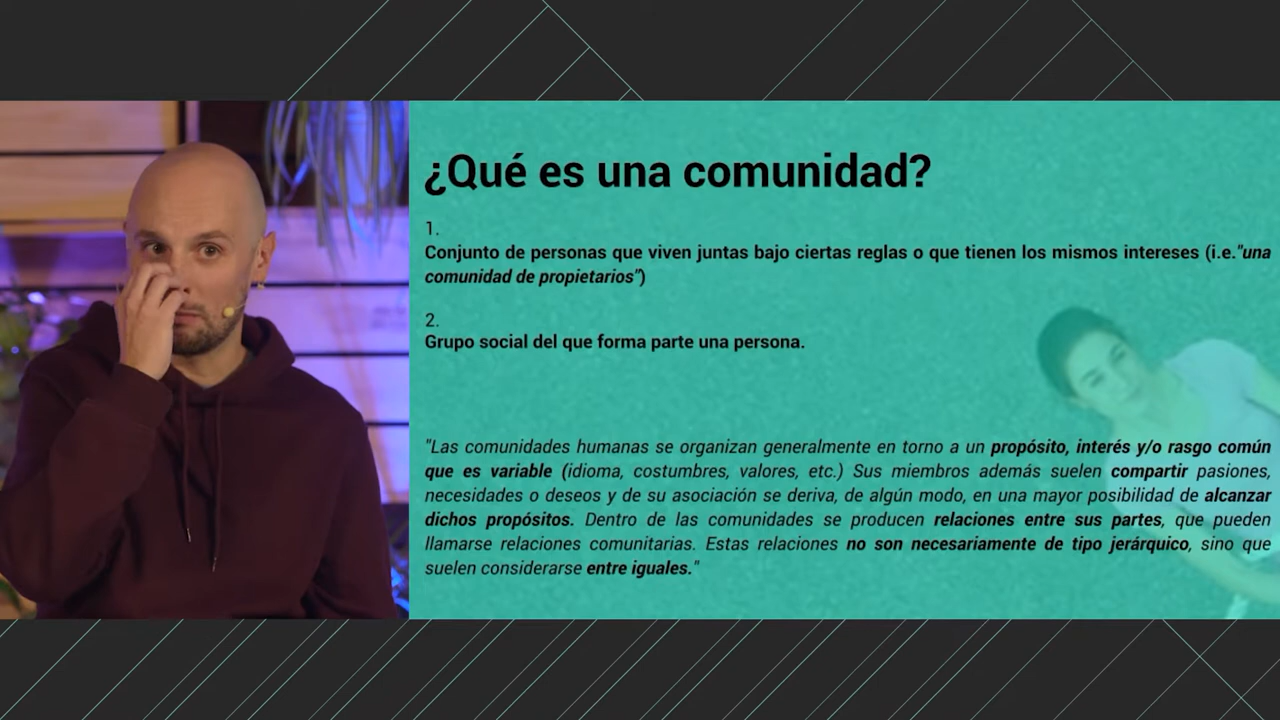 ¿Qué es una comunidad?
1.
Conjunto de personas que viven juntas bajo ciertas reglas o que tienen los mismos intereses (i.e."una
comunidad de propietarios")
2.
Grupo social del que forma parte una persona.
"Las comunidades humanas se organizan generalmente en torno a un propósito, interés y/o rasgo común
que es variable (idioma, costumbres, valores, etc.) Sus miembros además suelen compartir pasiones,
necesidades o deseos y de su asociación se deriva, de algún modo, en una mayor posibilidad de alcanzar
dichos propósitos. Dentro de las comunidades se producen relaciones entre sus partes, que pueden
llamarse relaciones comunitarias. Estas relaciones no son necesariamente de tipo jerárquico, sino que
suelen considerarse entre iguales."